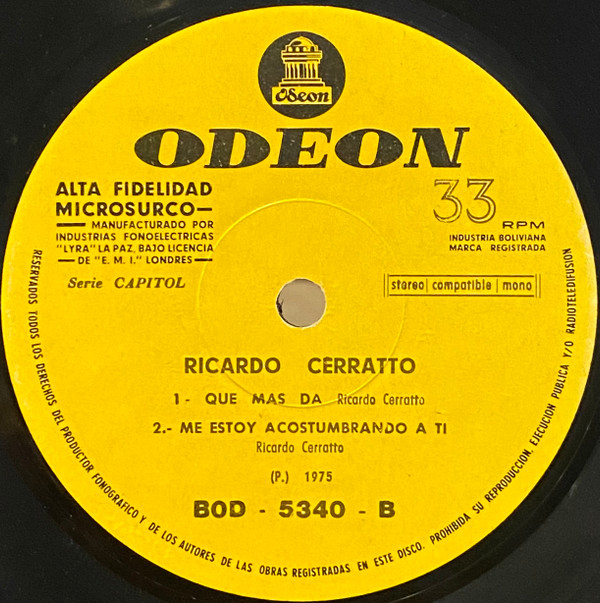 Odeon
ODEON
ALTA FIDELIDAD
MICROSURCO—
MANUFACTURADO POR
INDUSTRIAS FONOELECTRICAS
"LYRA" LA PAZ, BAJO LICENCIA
— DE "E. M. I." LONDRES —
Serie CAPITOL
33
RPM
INDUSTRIA BOLIVIANA
MARCA REGISTRADA
stereo | compatible | mono
RICARDO CERRATTO
1- QUE MAS DA Ricardo Cerratto
2.- ME ESTOY ACOSTUMBRANDO A TI
Ricardo Cerratto
(P.) 1975
BOD - 5340 - B
RESERVADOS TODOS LOS DERECHOS DEL PRODUCTOR FONOGRAFICO Y DE LOS AUTORES DE LAS OBRAS REGISTRADAS EN ESTE DISCO. PROHIBIDA SU REPRODUCCION, EJECUCION PUBLICA Y/O RADIOTELEDIFUSION